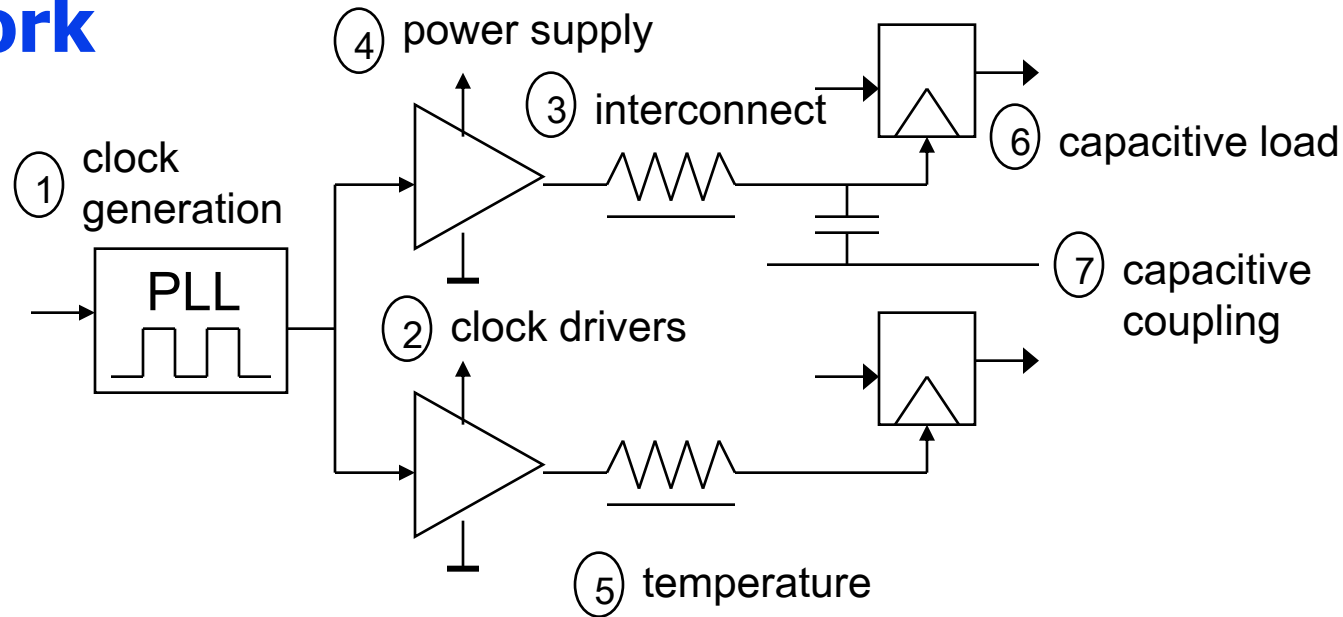 ork
4 power supply
3 interconnect
1 clock
generation
6 capacitive load
PLL
7 capacitive
coupling
2 clock drivers
5 temperature